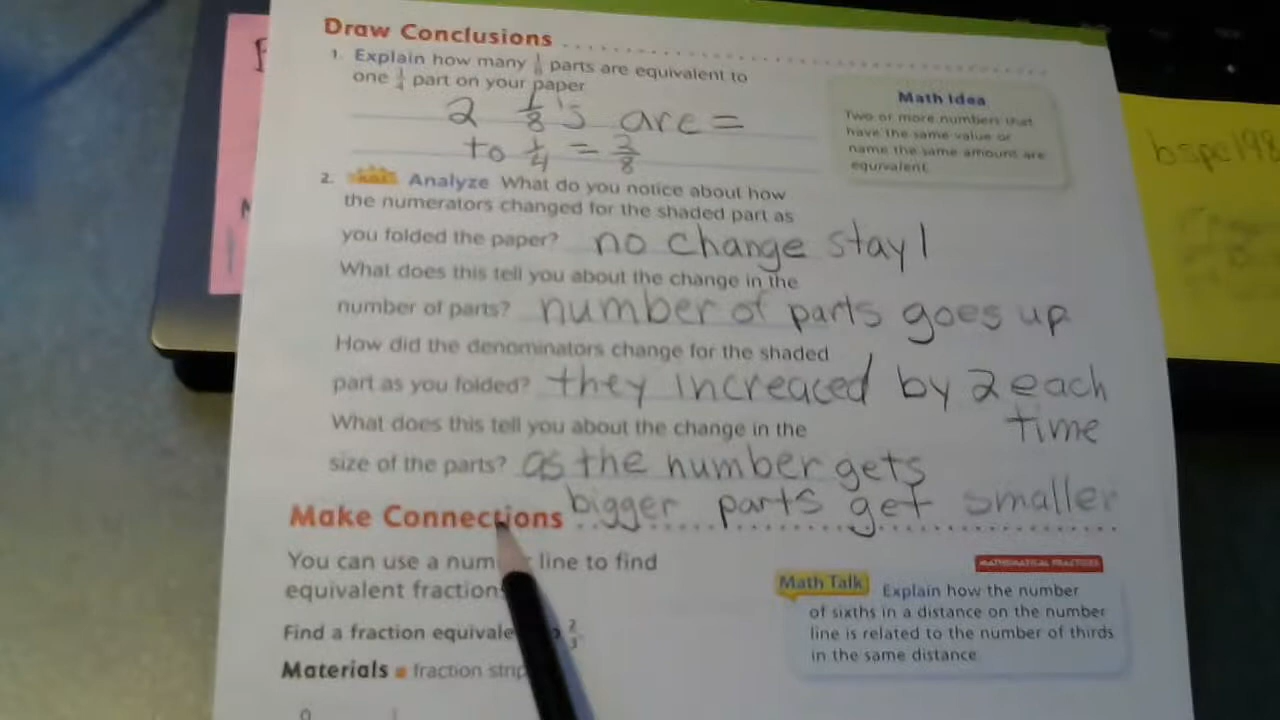 Draw Conclusions
1. Explain how many 1/8 parts are equivalent to
one 1/4 part on your paper
2 1/8's are =
to 1/4 = 2/8
Math Idea
Two or more numbers that
have the same value or
name the same amount are
equivalent.
2. Analyze What do you notice about how
the numerators changed for the shaded part as
you folded the paper? no change stay 1
What does this tell you about the change in the
number of parts? number of parts goes up
How did the denominators change for the shaded
part as you folded? they increaced by 2 each
time
What does this tell you about the change in the
size of the parts? as the number gets
bigger parts get smaller
Make Connections
You can use a line to find
equivalent
Find a fraction 2/3.
Materials ■ fraction
0
Math Talk
MATHEMATICAL PRACTICES
Explain how the number
of sixths in a distance on the number
line is related to the number of thirds
in the same distance.
bspe198